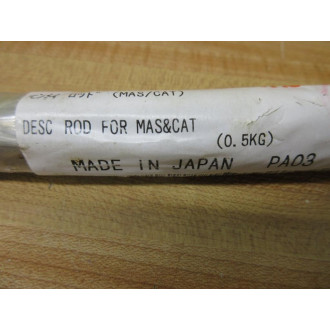 (MAS/CAT)
DESC ROD FOR MAS&CAT
(0.5KG)
MADE IN JAPAN PA03